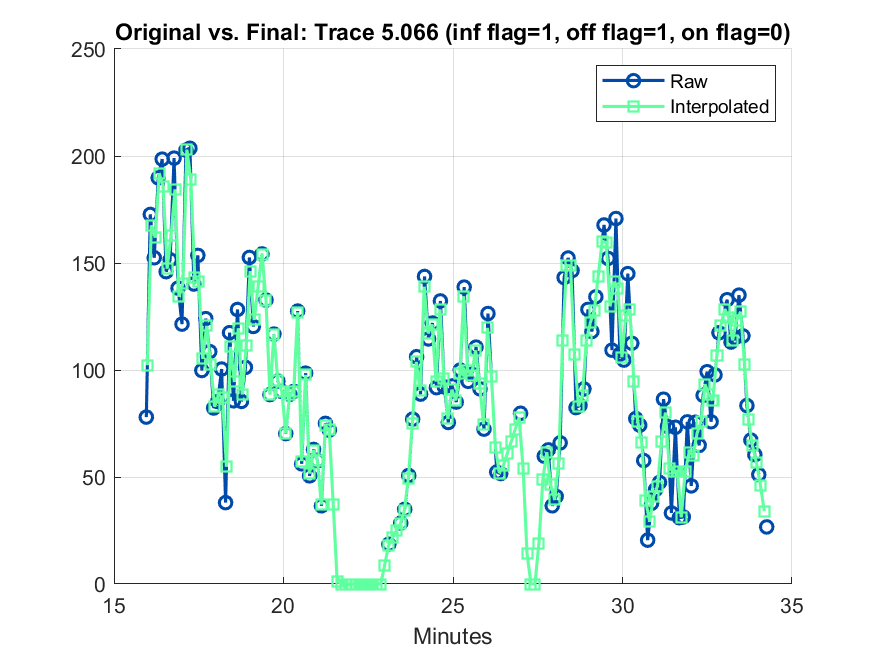 Original vs. Final: Trace 5.066 (inf flag=1, off flag=1, on flag=0)
250
200
150
100
50
0
Raw
Interpolated
15
20
25
30
35
Minutes